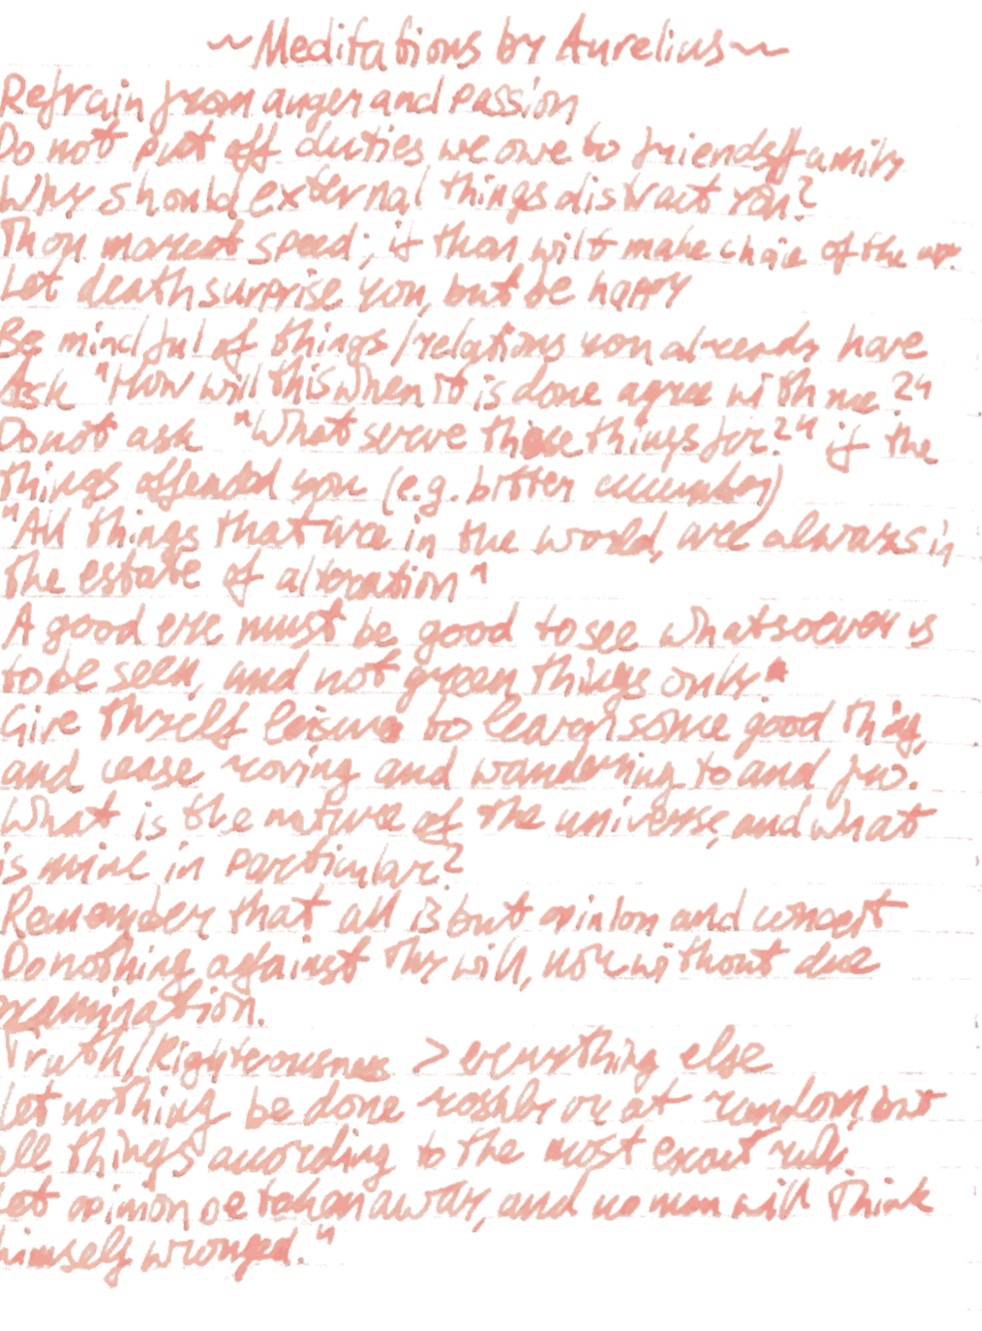 ~Meditations by Aurelius~
Refrain from anger and passion
Do not put off duties we owe to friends/family
Why should external things distract you?
Thou mayest speed; if thou wilt make choice of the
Let death surprise you, but be happy
Be mindful of things/relations you already have
Ask "How will this when it is done agree with me?"
Do not ask "What serve these things for?" if the
things offended you (e.g. bitter cucumber)
"All things that are in the world, are always in
the estate of alteration"
A good eye must be good to see whatsoever is
to be seen, and not green things only"
Give thyself leisure to learn some good thing,
and cease roving and wandering to and fro.
What is the nature of the universe, and what
is mine in particular?
Remember that all is but opinion and conceit
Do nothing against thy will, nor without due
examination.
Truth/Righteousness > everything else
Let nothing be done rashly or at random, but
all things according to the most exact rule.
Let opinion be taken away, and no man will think
himself wronged."